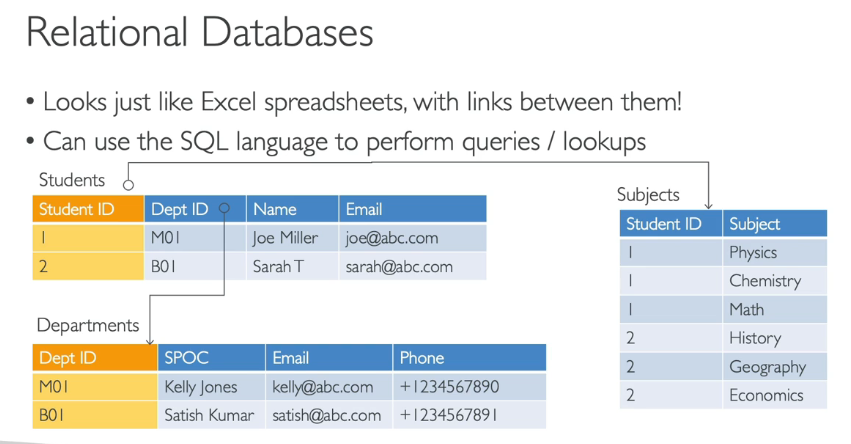 Relational Databases
• Looks just like Excel spreadsheets, with links between them!
• Can use the SQL language to perform queries / lookups
Students
Student ID Dept ID Name Email
1 M01 Joe Miller joe@abc.com
2 B01 Sarah T sarah@abc.com
Departments
Dept ID SPOC Email Phone
M01 Kelly Jones kelly@abc.com +1234567890
B01 Satish Kumar satish@abc.com +1234567891
Subjects
Student ID Subject
1 Physics
1 Chemistry
1 Math
2 History
2 Geography
2 Economics